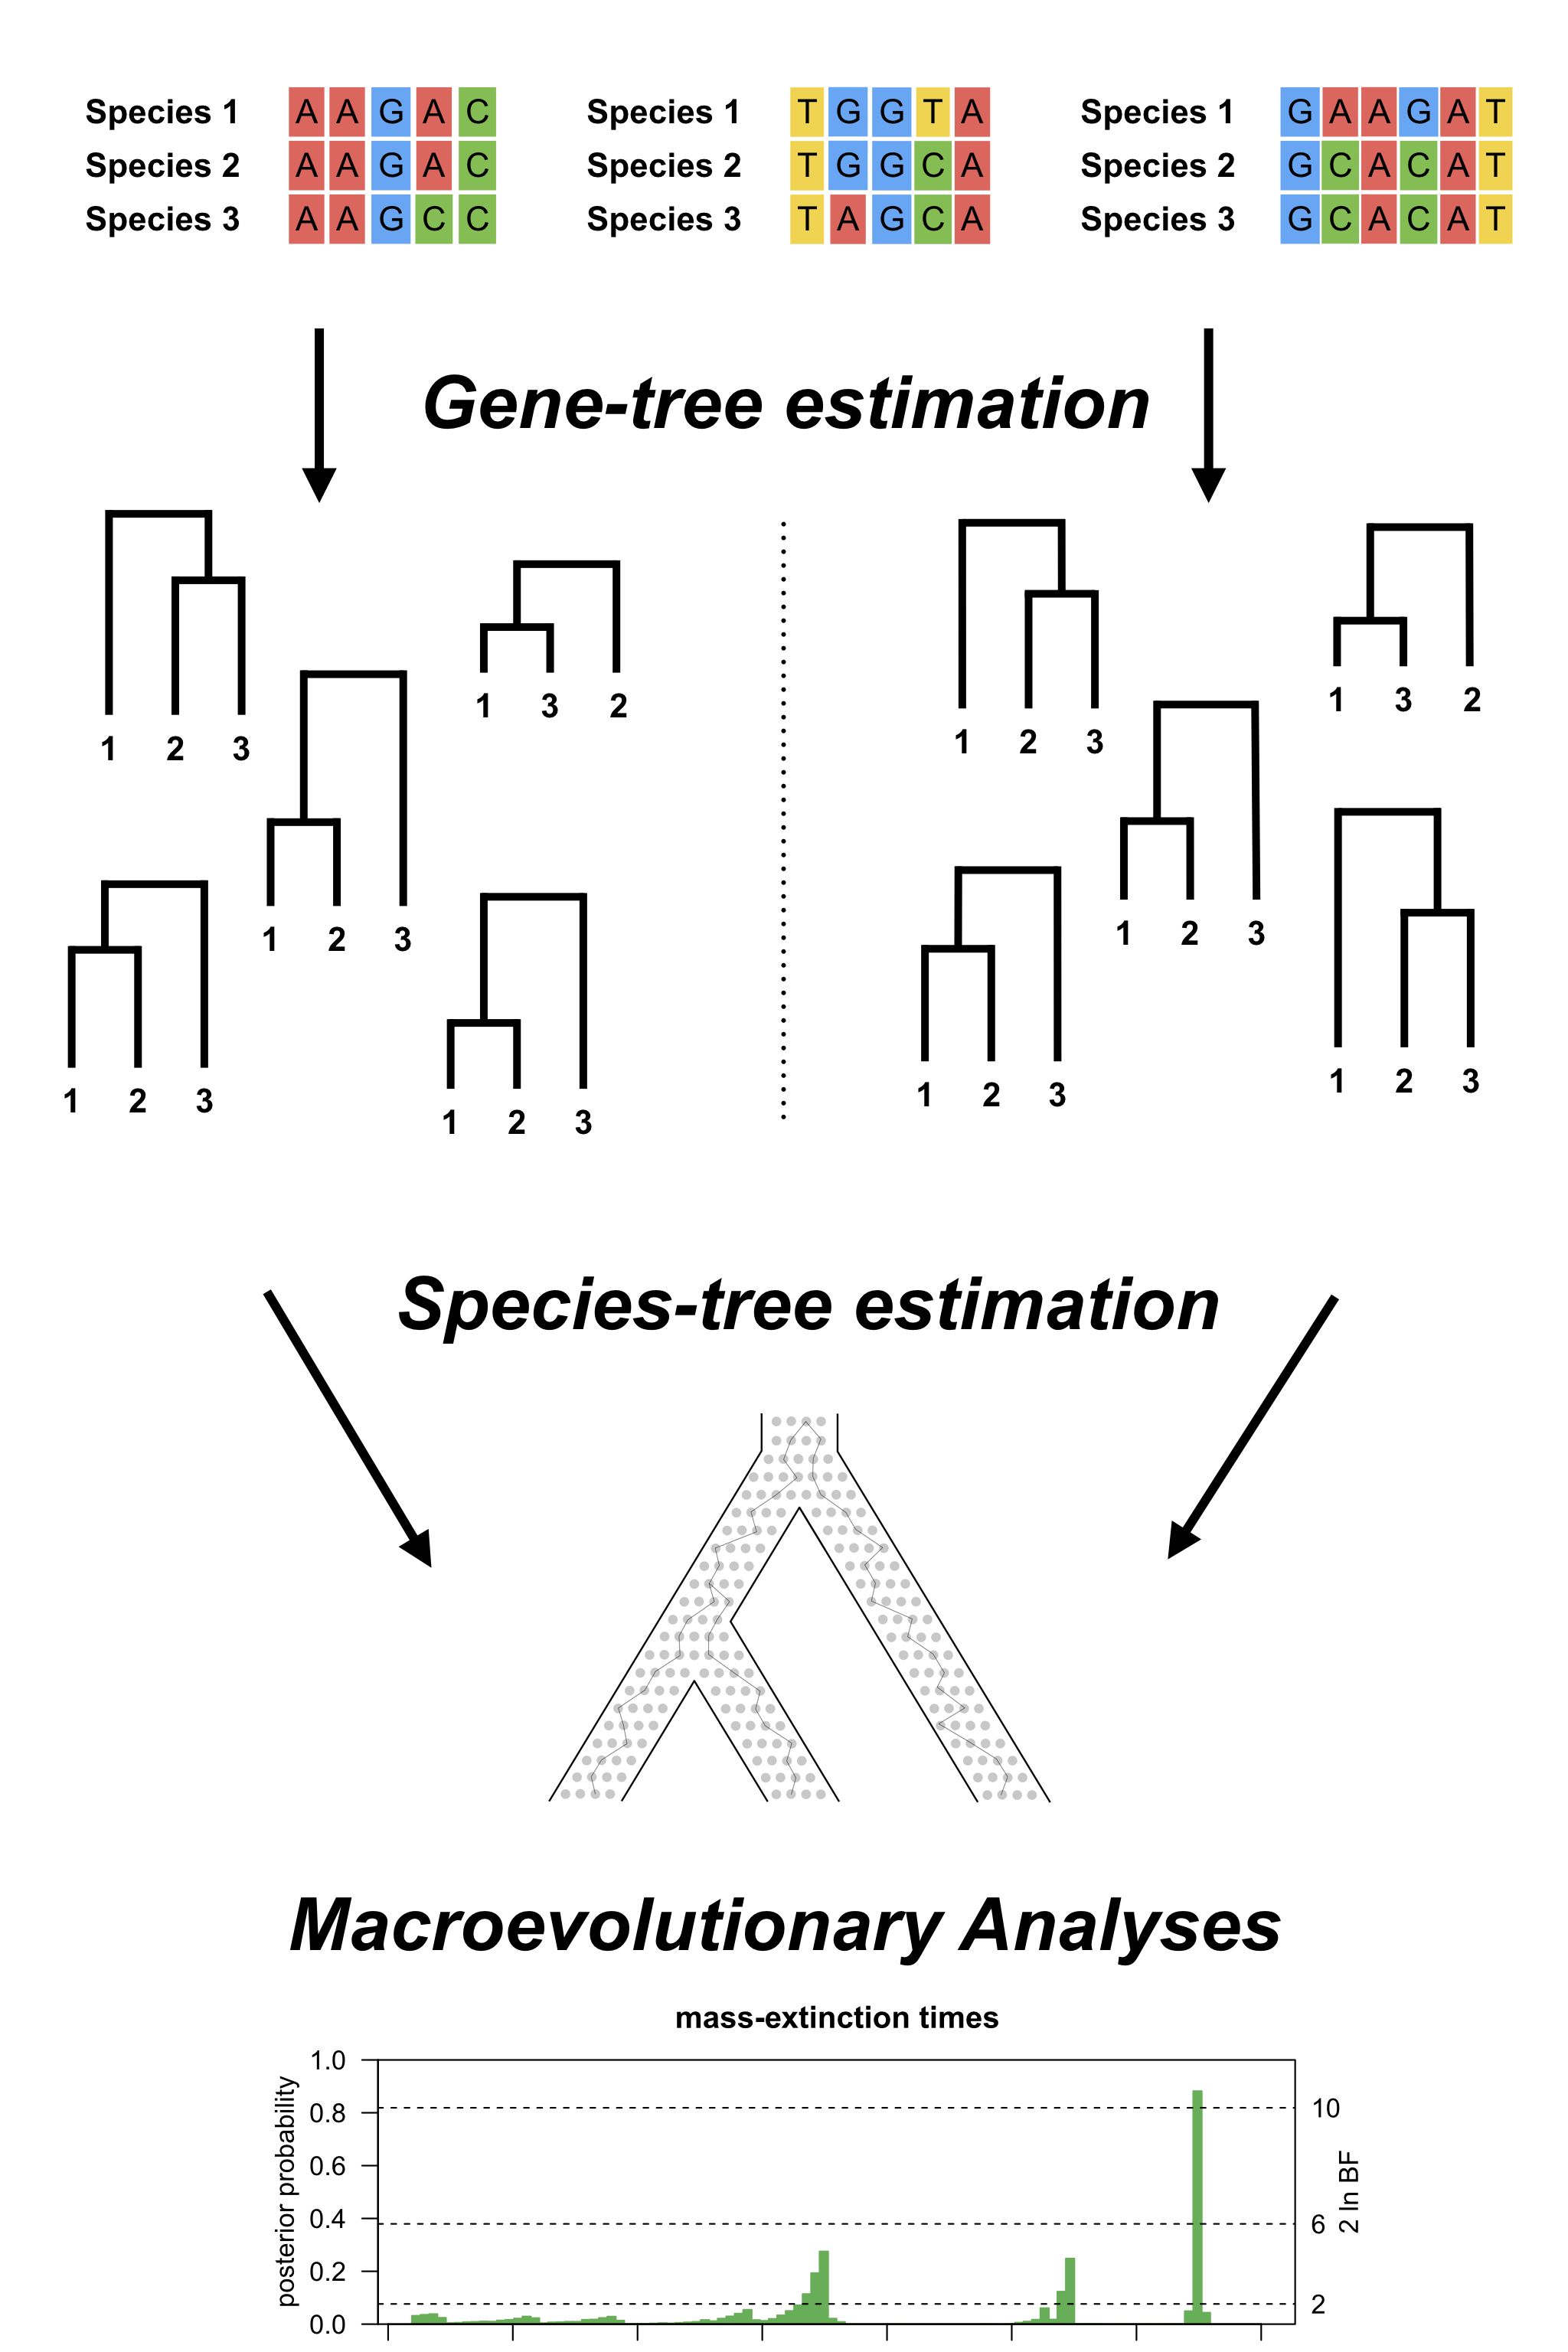 Species 1 A A G A C
Species 2 A A G A C
Species 3 A A G C C
Species 1 T G G T A
Species 2 T G G C A
Species 3 T A G C A
Species 1 G A A G A T
Species 2 G C A C A T
Species 3 G C A C A T
Gene-tree estimation
1 2 3
1 3 2
1 2 3
1 2 3
1 2 3
1 2 3
1 3 2
1 2 3
1 2 3
1 2 3
Species-tree estimation
Macroevolutionary Analyses
mass-extinction times
posterior probability
1.0
0.8
0.6
0.4
0.2
0.0
10
6
2
2 ln BF